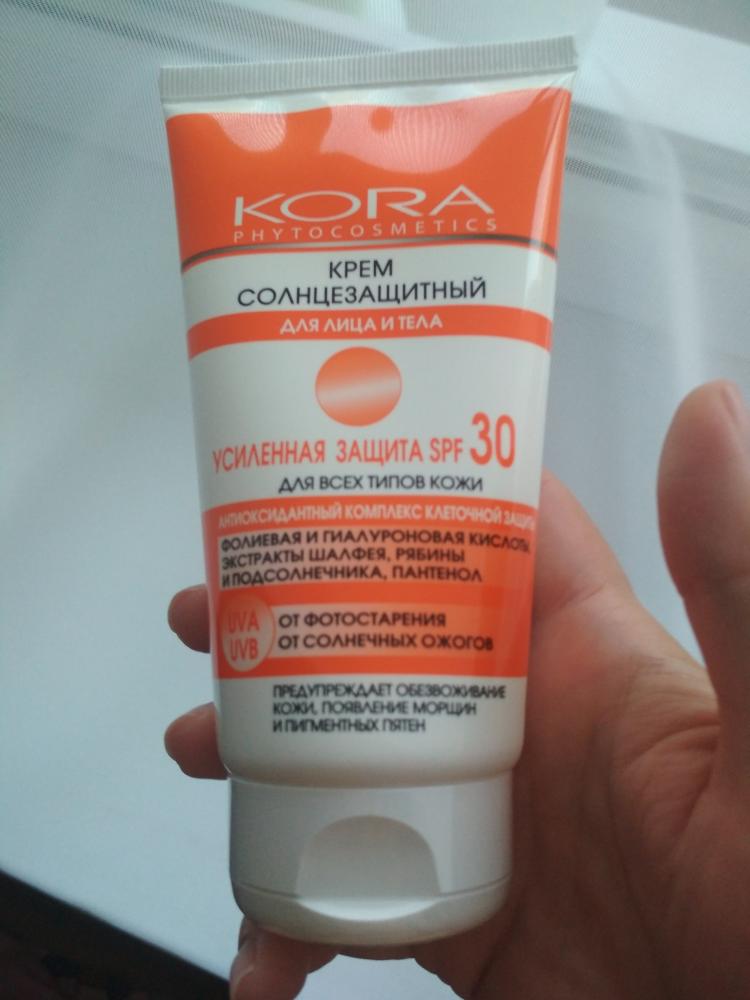 KORA
PHYTOCOSMETICS
КРЕМ
СОЛНЦЕЗАЩИТНЫЙ
ДЛЯ ЛИЦА И ТЕЛА
УСИЛЕННАЯ ЗАЩИТА SPF 30
ДЛЯ ВСЕХ ТИПОВ КОЖИ
АНТИОКСИДАНТНЫЙ КОМПЛЕКС КЛЕТОЧНОЙ ЗАЩИТЫ
ФОЛИЕВАЯ И ГИАЛУРОНОВАЯ КИСЛОТЫ,
ЭКСТРАКТЫ ШАЛФЕЯ, РЯБИНЫ
И ПОДСОЛНЕЧНИКА, ПАНТЕНОЛ
UVA
UVB
ОТ ФОТОСТАРЕНИЯ
ОТ СОЛНЕЧНЫХ ОЖОГОВ
ПРЕДУПРЕЖДАЕТ ОБЕЗВОЖИВАНИЕ
КОЖИ, ПОЯВЛЕНИЕ МОРЩИН
И ПИГМЕНТНЫХ ПЯТЕН